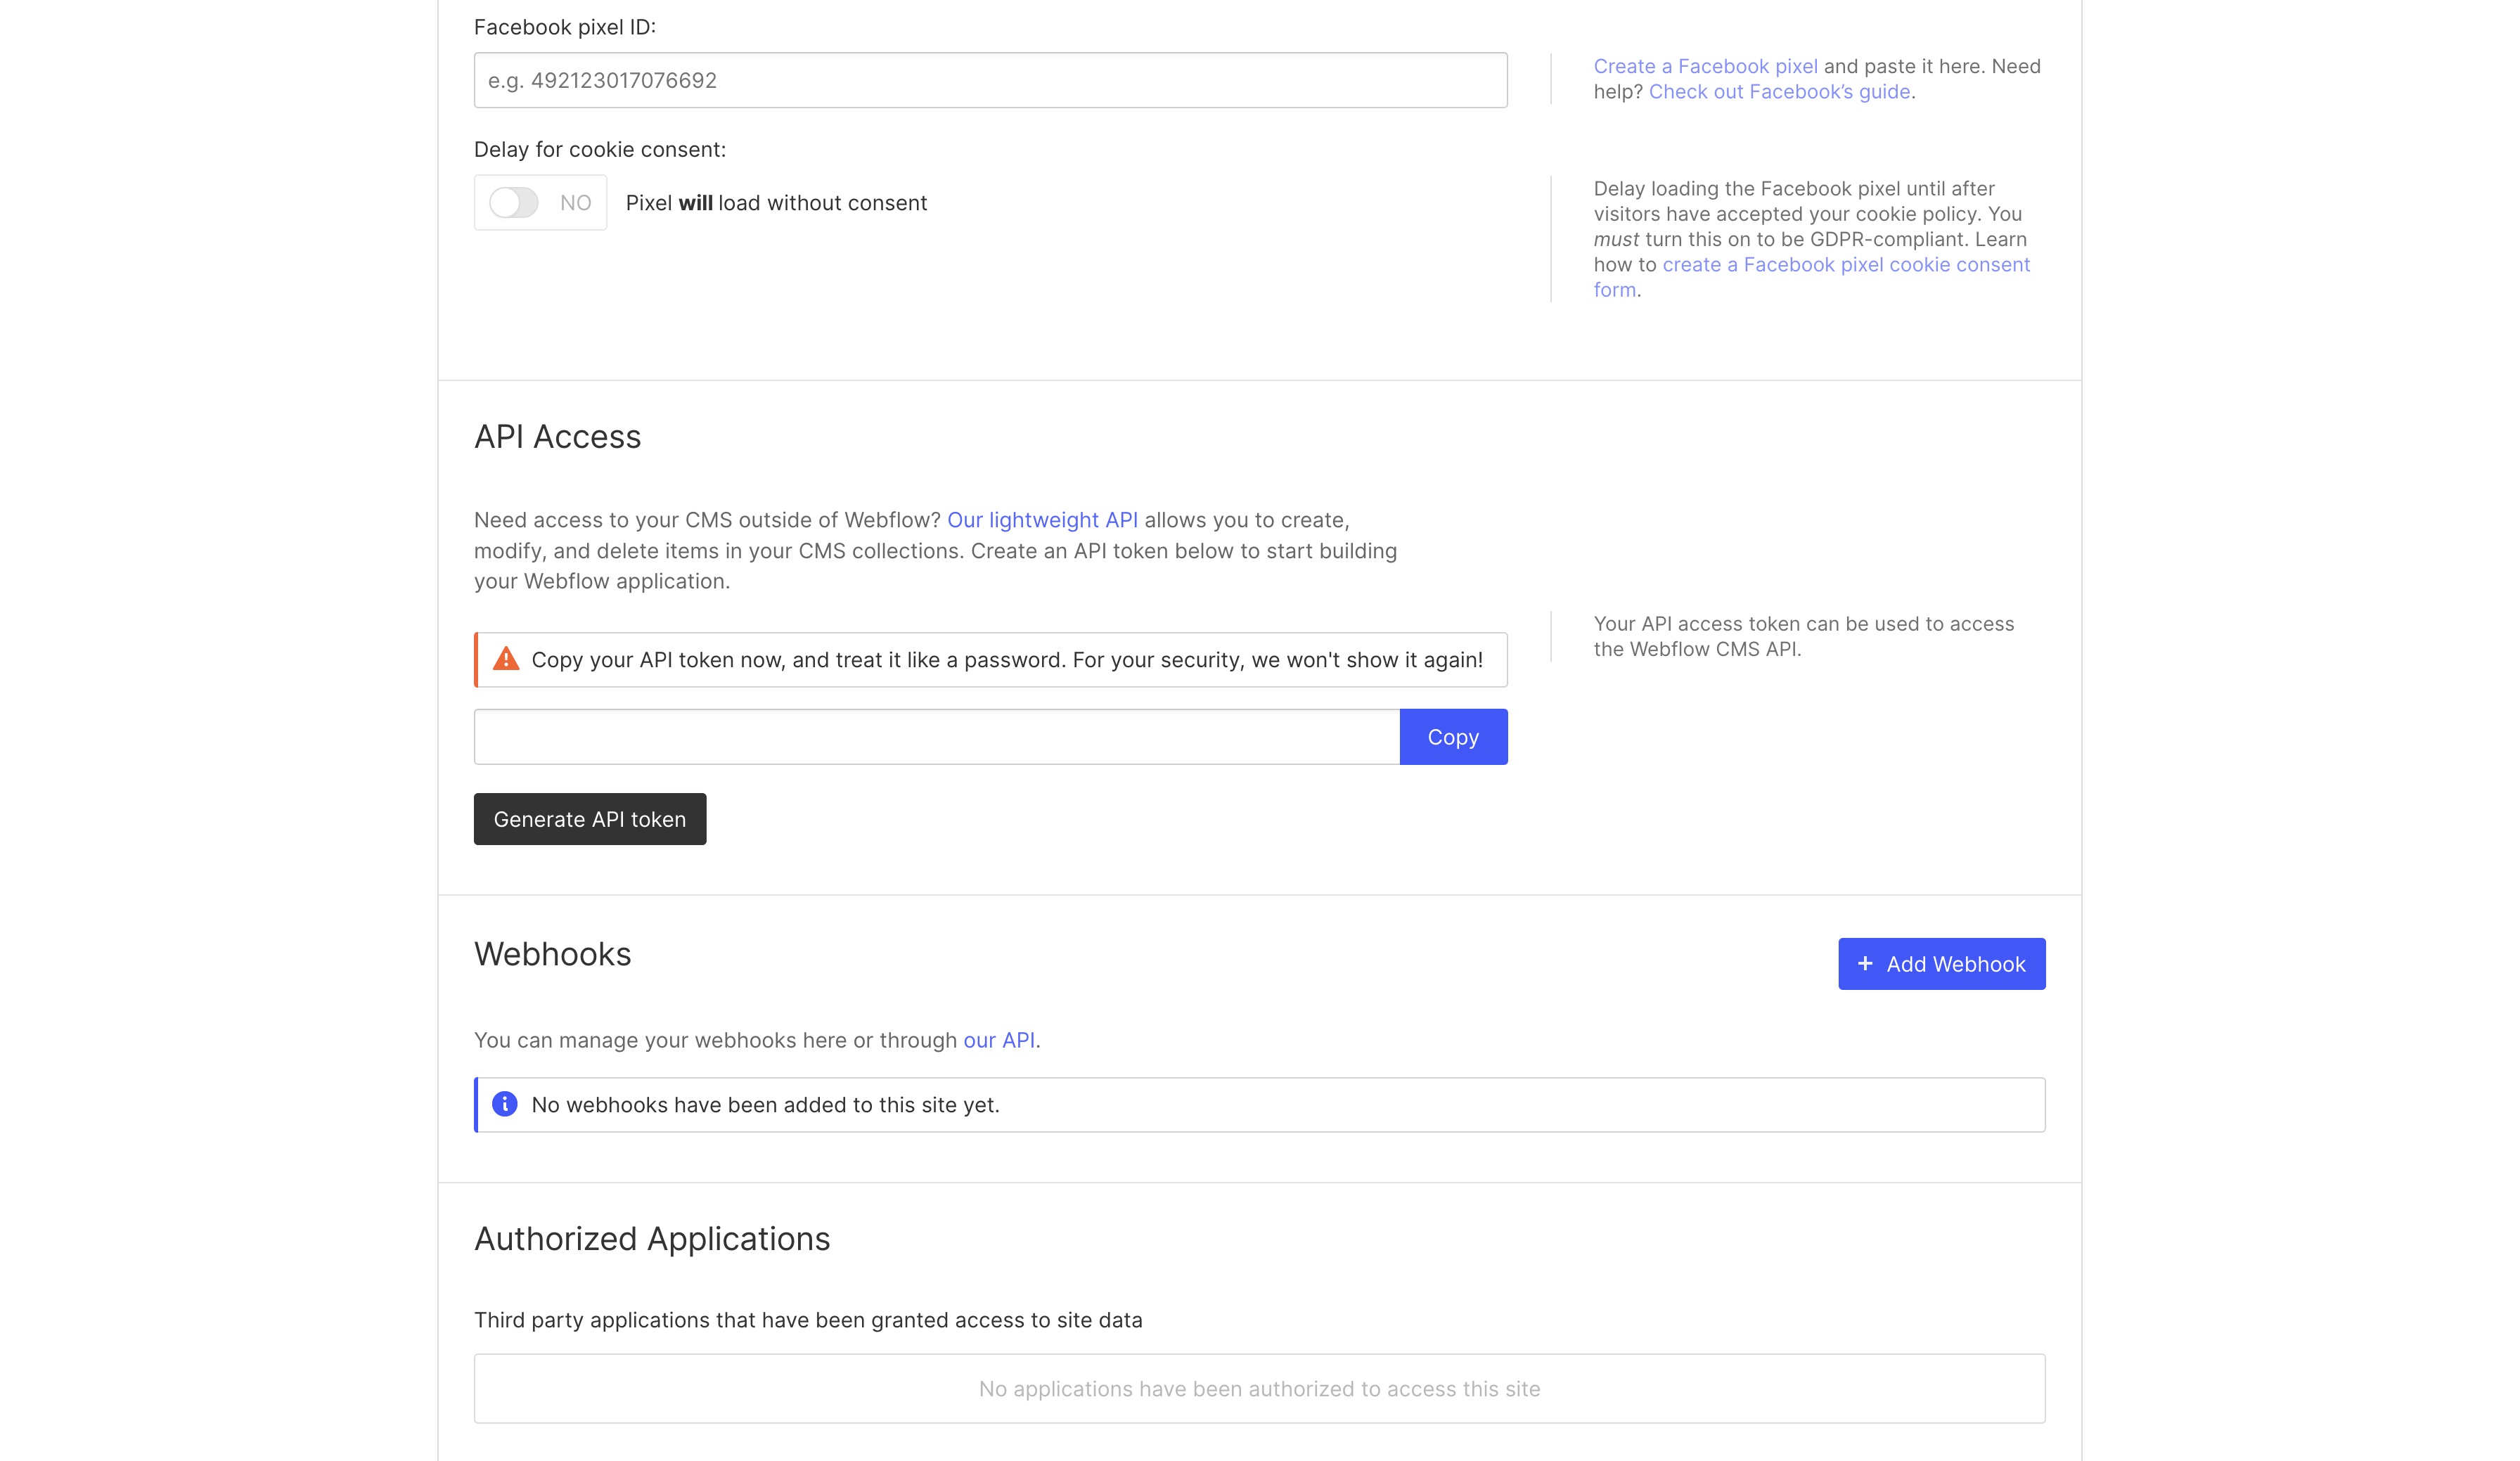 Facebook pixel ID:
e.g. 492123017076692
Create a Facebook pixel and paste it here. Need
help? Check out Facebook’s guide.
Delay for cookie consent:
NO
Pixel will load without consent
Delay loading the Facebook pixel until after
visitors have accepted your cookie policy. You
must turn this on to be GDPR-compliant. Learn
how to create a Facebook pixel cookie consent
form.
API Access
Need access to your CMS outside of Webflow? Our lightweight API allows you to create,
modify, and delete items in your CMS collections. Create an API token below to start building
your Webflow application.
Copy your API token now, and treat it like a password. For your security, we won't show it again!
Your API access token can be used to access
the Webflow CMS API.
Copy
Generate API token
Webhooks
+ Add Webhook
You can manage your webhooks here or through our API.
No webhooks have been added to this site yet.
Authorized Applications
Third party applications that have been granted access to site data
No applications have been authorized to access this site